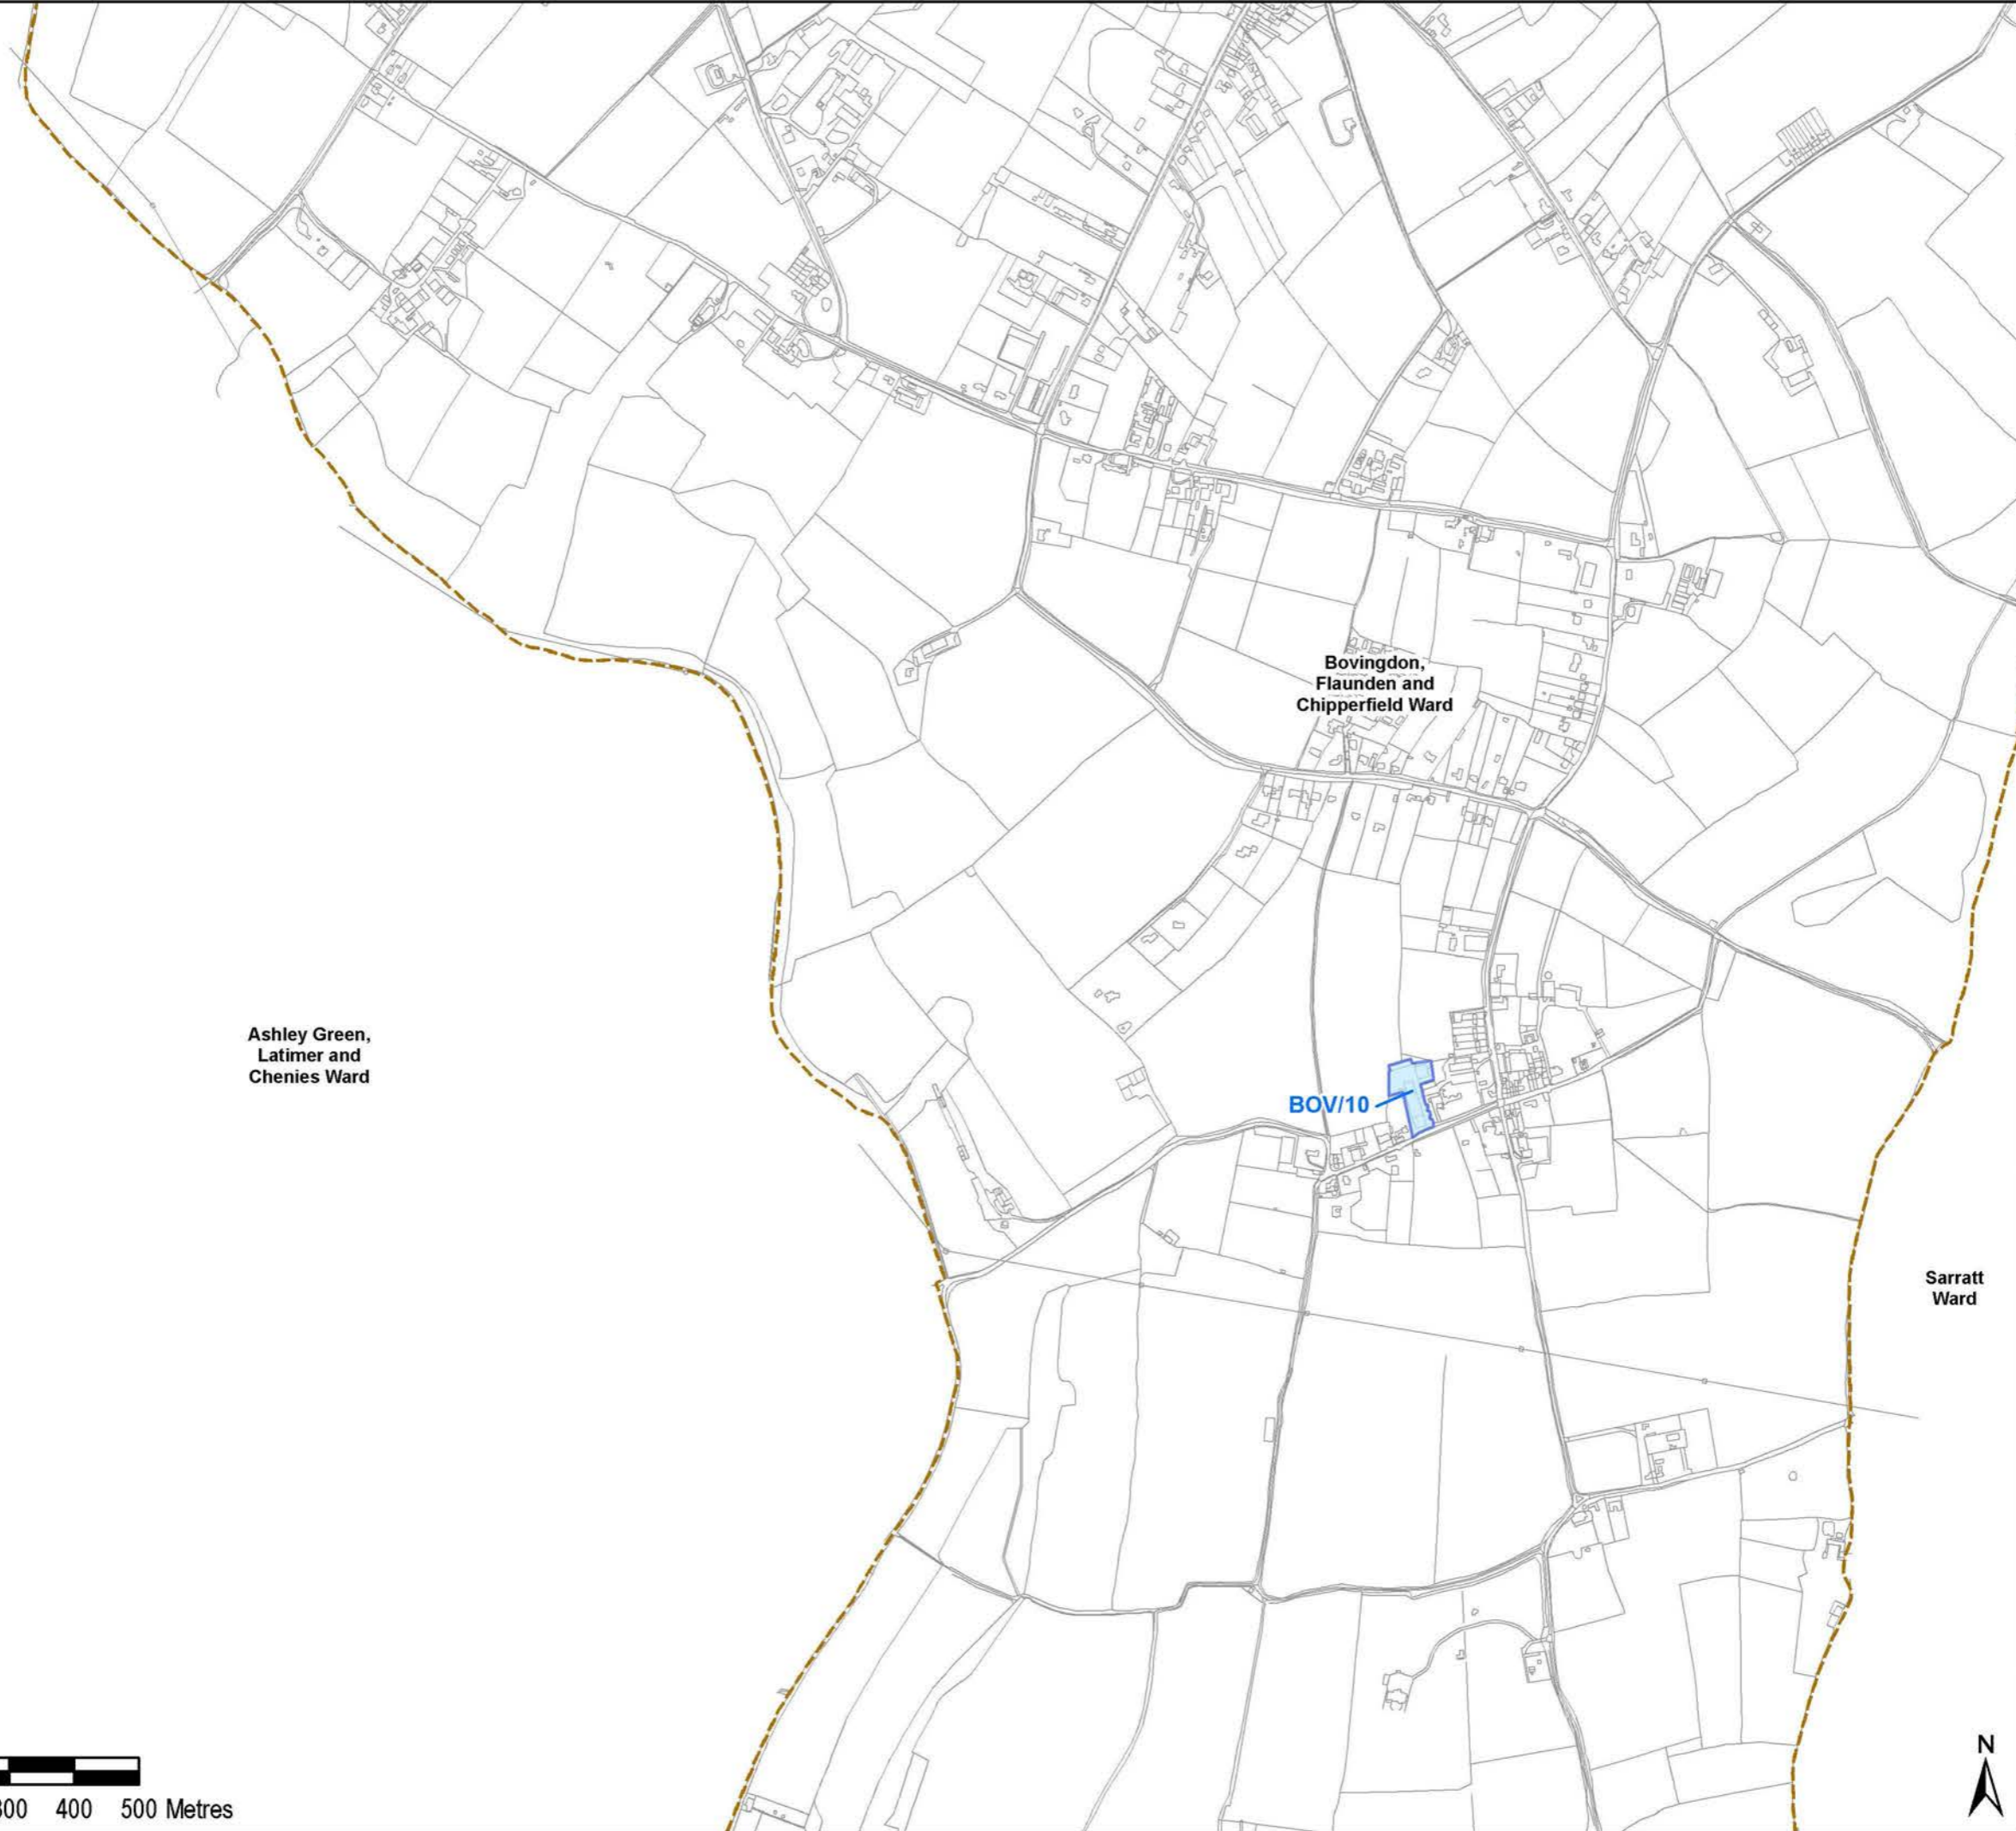 Bovingdon,
Flaunden and
Chipperfield Ward
Ashley Green,
Latimer and
Chenies Ward
BOV/10
Sarratt
Ward
N
400 500 Metres